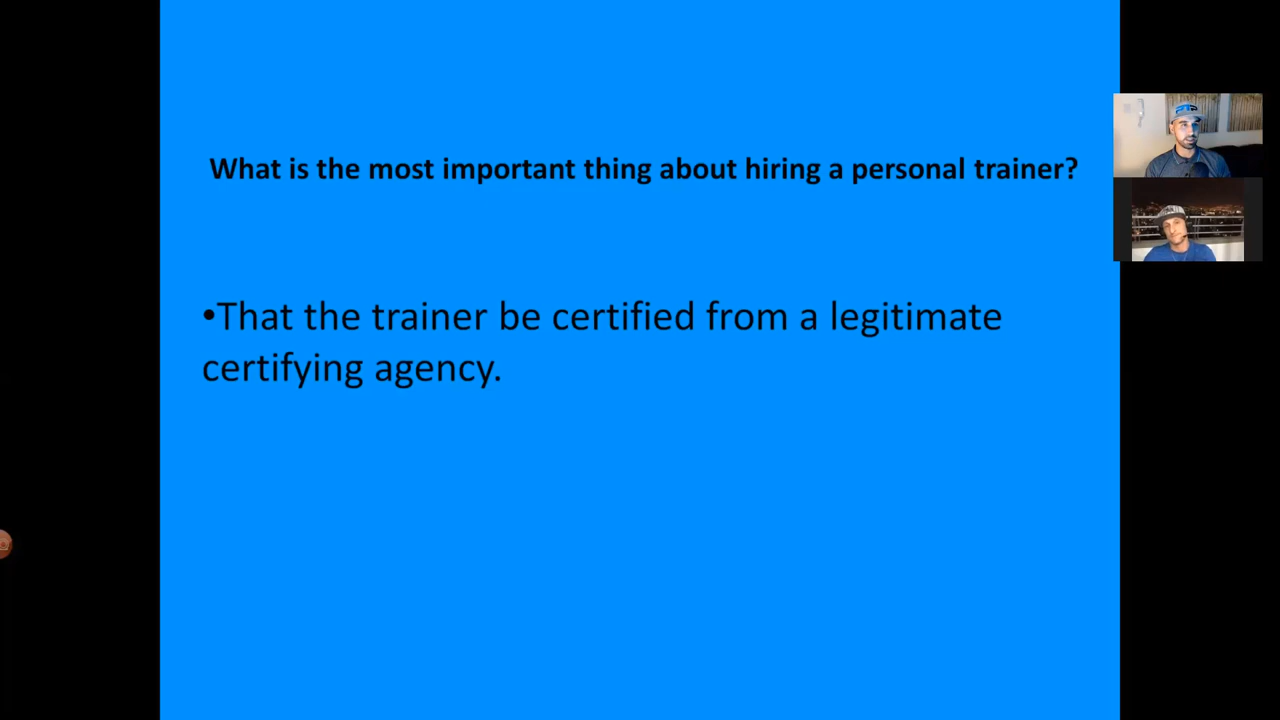 What is the most important thing about hiring a personal trainer?
•That the trainer be certified from a legitimate
certifying agency.